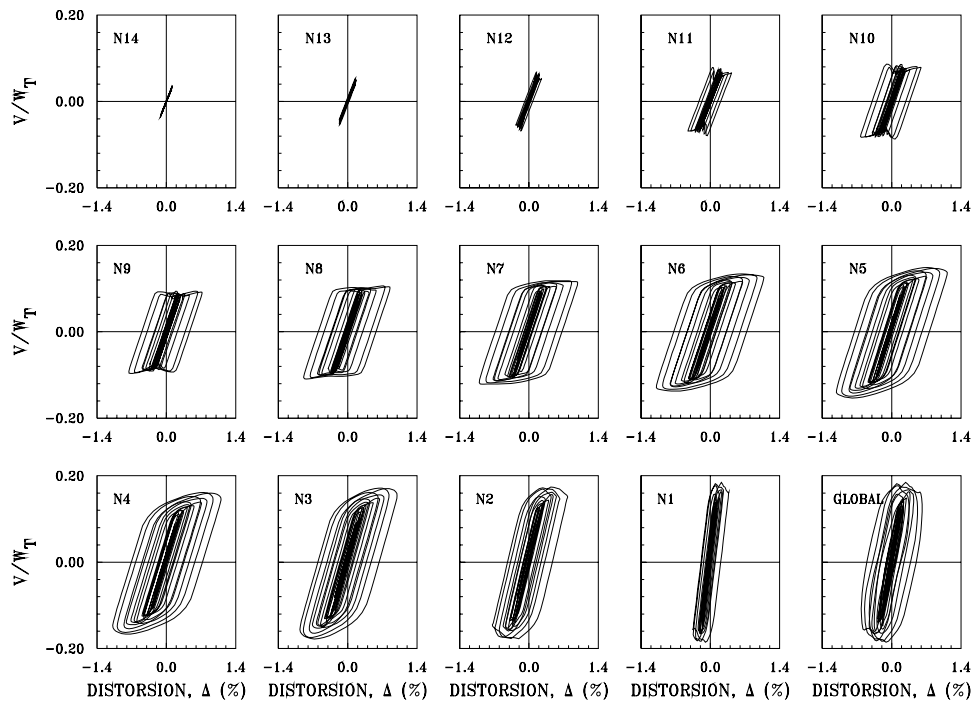 0.20
N14 N13 N12 N11 N10
V/W_T 0.00
-0.20
-1.4 0.0 1.4 -1.4 0.0 1.4 -1.4 0.0 1.4 -1.4 0.0 1.4 -1.4 0.0 1.4
0.20
N9 N8 N7 N6 N5
V/W_T 0.00
-0.20
-1.4 0.0 1.4 -1.4 0.0 1.4 -1.4 0.0 1.4 -1.4 0.0 1.4 -1.4 0.0 1.4
0.20
N4 N3 N2 N1 GLOBAL
V/W_T 0.00
-0.20
-1.4 0.0 1.4 -1.4 0.0 1.4 -1.4 0.0 1.4 -1.4 0.0 1.4 -1.4 0.0 1.4
DISTORSION, Δ (%) DISTORSION, Δ (%) DISTORSION, Δ (%) DISTORSION, Δ (%) DISTORSION, Δ (%)